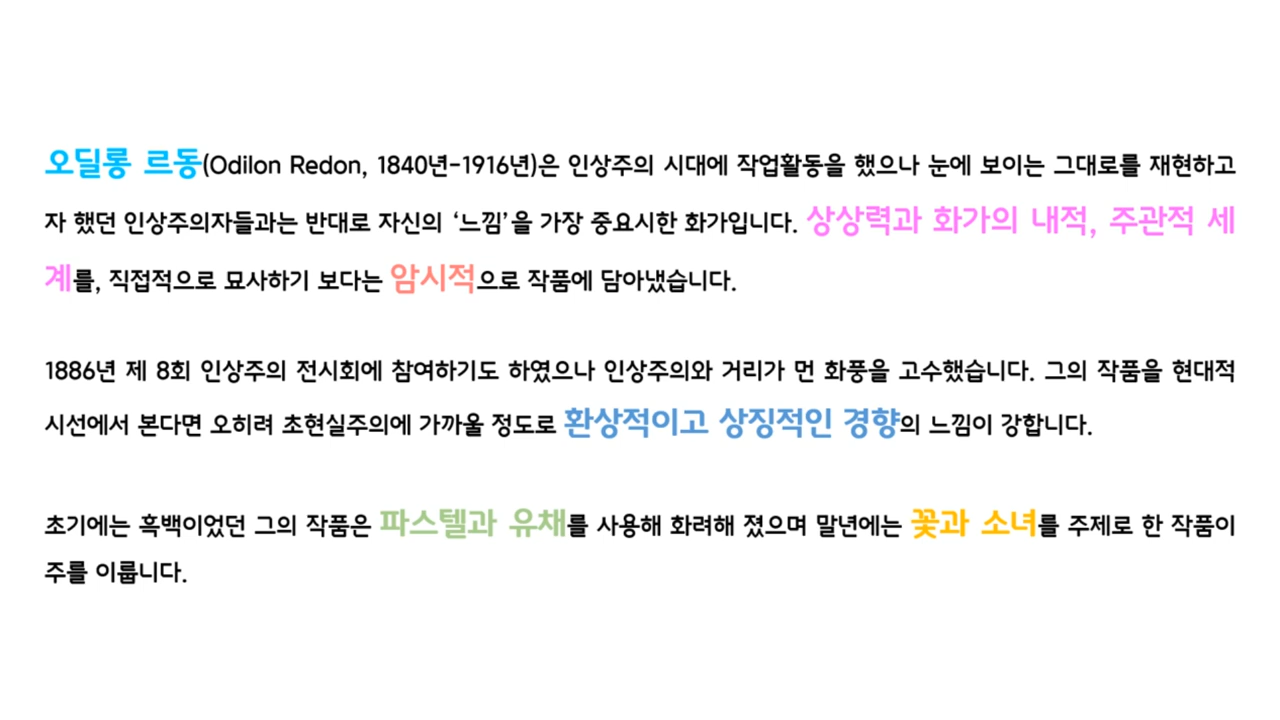 오딜롱 르동(Odilon Redon, 1840년-1916년)은 인상주의 시대에 작업활동을 했으나 눈에 보이는 그대로를 재현하고
자 했던 인상주의자들과는 반대로 자신의 ‘느낌’을 가장 중요시한 화가입니다. 상상력과 화가의 내적, 주관적 세
계를, 직접적으로 묘사하기 보다는 암시적으로 작품에 담아냈습니다.
1886년 제 8회 인상주의 전시회에 참여하기도 하였으나 인상주의와 거리가 먼 화풍을 고수했습니다. 그의 작품을 현대적
시선에서 본다면 오히려 초현실주의에 가까울 정도로 환상적이고 상징적인 경향의 느낌이 강합니다.
초기에는 흑백이었던 그의 작품은 파스텔과 유채를 사용해 화려해 졌으며 말년에는 꽃과 소녀를 주제로 한 작품이
주를 이룹니다.